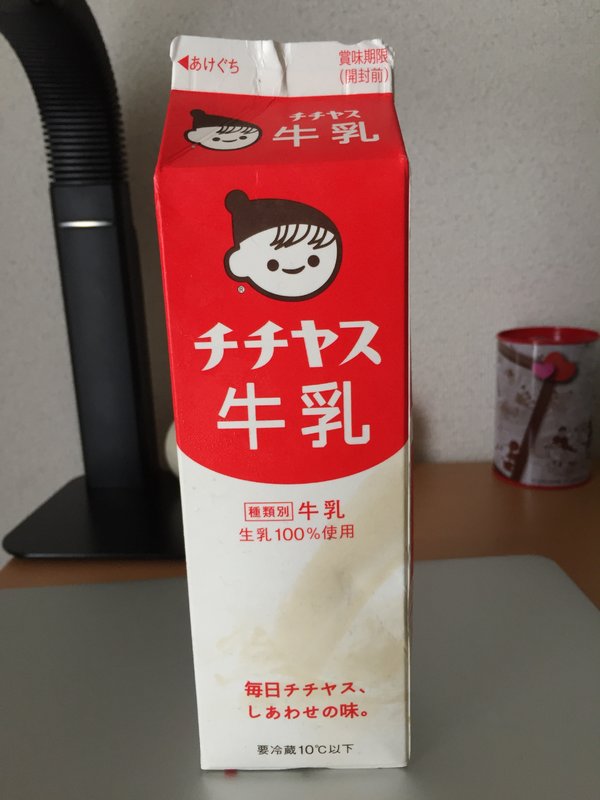 ◀あけぐち
賞味期限
(開封前)
チチヤス
牛乳
®
チチヤス
牛乳
種類別 牛乳
生乳100%使用
毎日チチヤス、
しあわせの味。
要冷蔵10℃以下